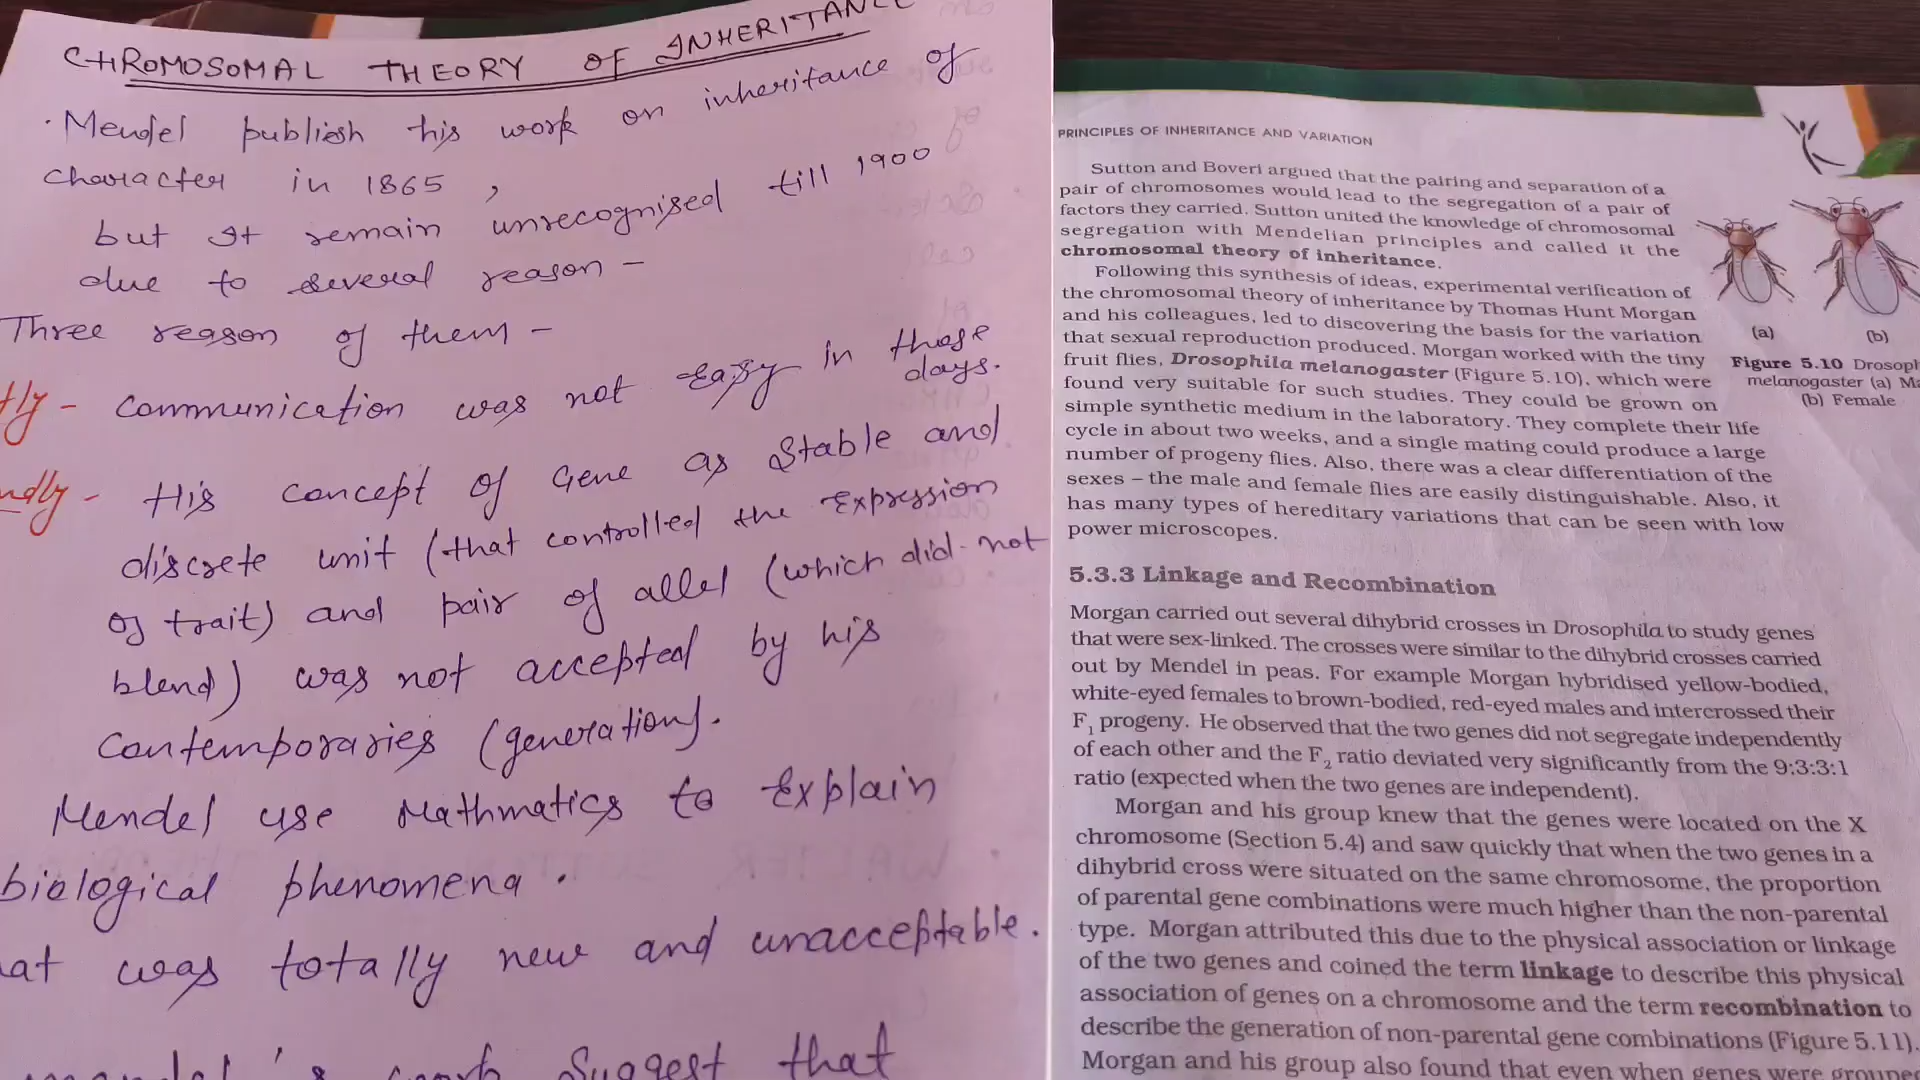 CHROMOSOMAL THEORY OF INHERITANCE
· Mendel publish his work on inheritance of
character in 1865 ,
but It remain unrecognised till 1900
due to several reason -
Three reason of them -
tly - Communication was not easy in those
days.
ndly - His concept of Gene as Stable and
discrete unit (that controlled the Expression
of trait) and pair of allel (which did not
blend) was not accepted by his
Contemporaries (generation).
Mendel use Mathmatics to Explain
biological phenomena .
at was totally new and unacceptable.
Suggest that
PRINCIPLES OF INHERITANCE AND VARIATION
Sutton and Boveri argued that the pairing and separation of a
pair of chromosomes would lead to the segregation of a pair of
factors they carried. Sutton united the knowledge of chromosomal
segregation with Mendelian principles and called it the
chromosomal theory of inheritance.
Following this synthesis of ideas, experimental verification of
the chromosomal theory of inheritance by Thomas Hunt Morgan
and his colleagues, led to discovering the basis for the variation
that sexual reproduction produced. Morgan worked with the tiny
fruit flies, Drosophila melanogaster (Figure 5.10), which were
found very suitable for such studies. They could be grown on
simple synthetic medium in the laboratory. They complete their life
cycle in about two weeks, and a single mating could produce a large
number of progeny flies. Also, there was a clear differentiation of the
sexes – the male and female flies are easily distinguishable. Also, it
has many types of hereditary variations that can be seen with low
power microscopes.
(a)
(b)
Figure 5.10 Drosoph
melanogaster (a) Ma
(b) Female
5.3.3 Linkage and Recombination
Morgan carried out several dihybrid crosses in Drosophila to study genes
that were sex-linked. The crosses were similar to the dihybrid crosses carried
out by Mendel in peas. For example Morgan hybridised yellow-bodied,
white-eyed females to brown-bodied, red-eyed males and intercrossed their
F1 progeny. He observed that the two genes did not segregate independently
of each other and the F2 ratio deviated very significantly from the 9:3:3:1
ratio (expected when the two genes are independent).
Morgan and his group knew that the genes were located on the X
chromosome (Section 5.4) and saw quickly that when the two genes in a
dihybrid cross were situated on the same chromosome, the proportion
of parental gene combinations were much higher than the non-parental
type. Morgan attributed this due to the physical association or linkage
of the two genes and coined the term linkage to describe this physical
association of genes on a chromosome and the term recombination to
describe the generation of non-parental gene combinations (Figure 5.11).
Morgan and his group also found that even when genes were grouped